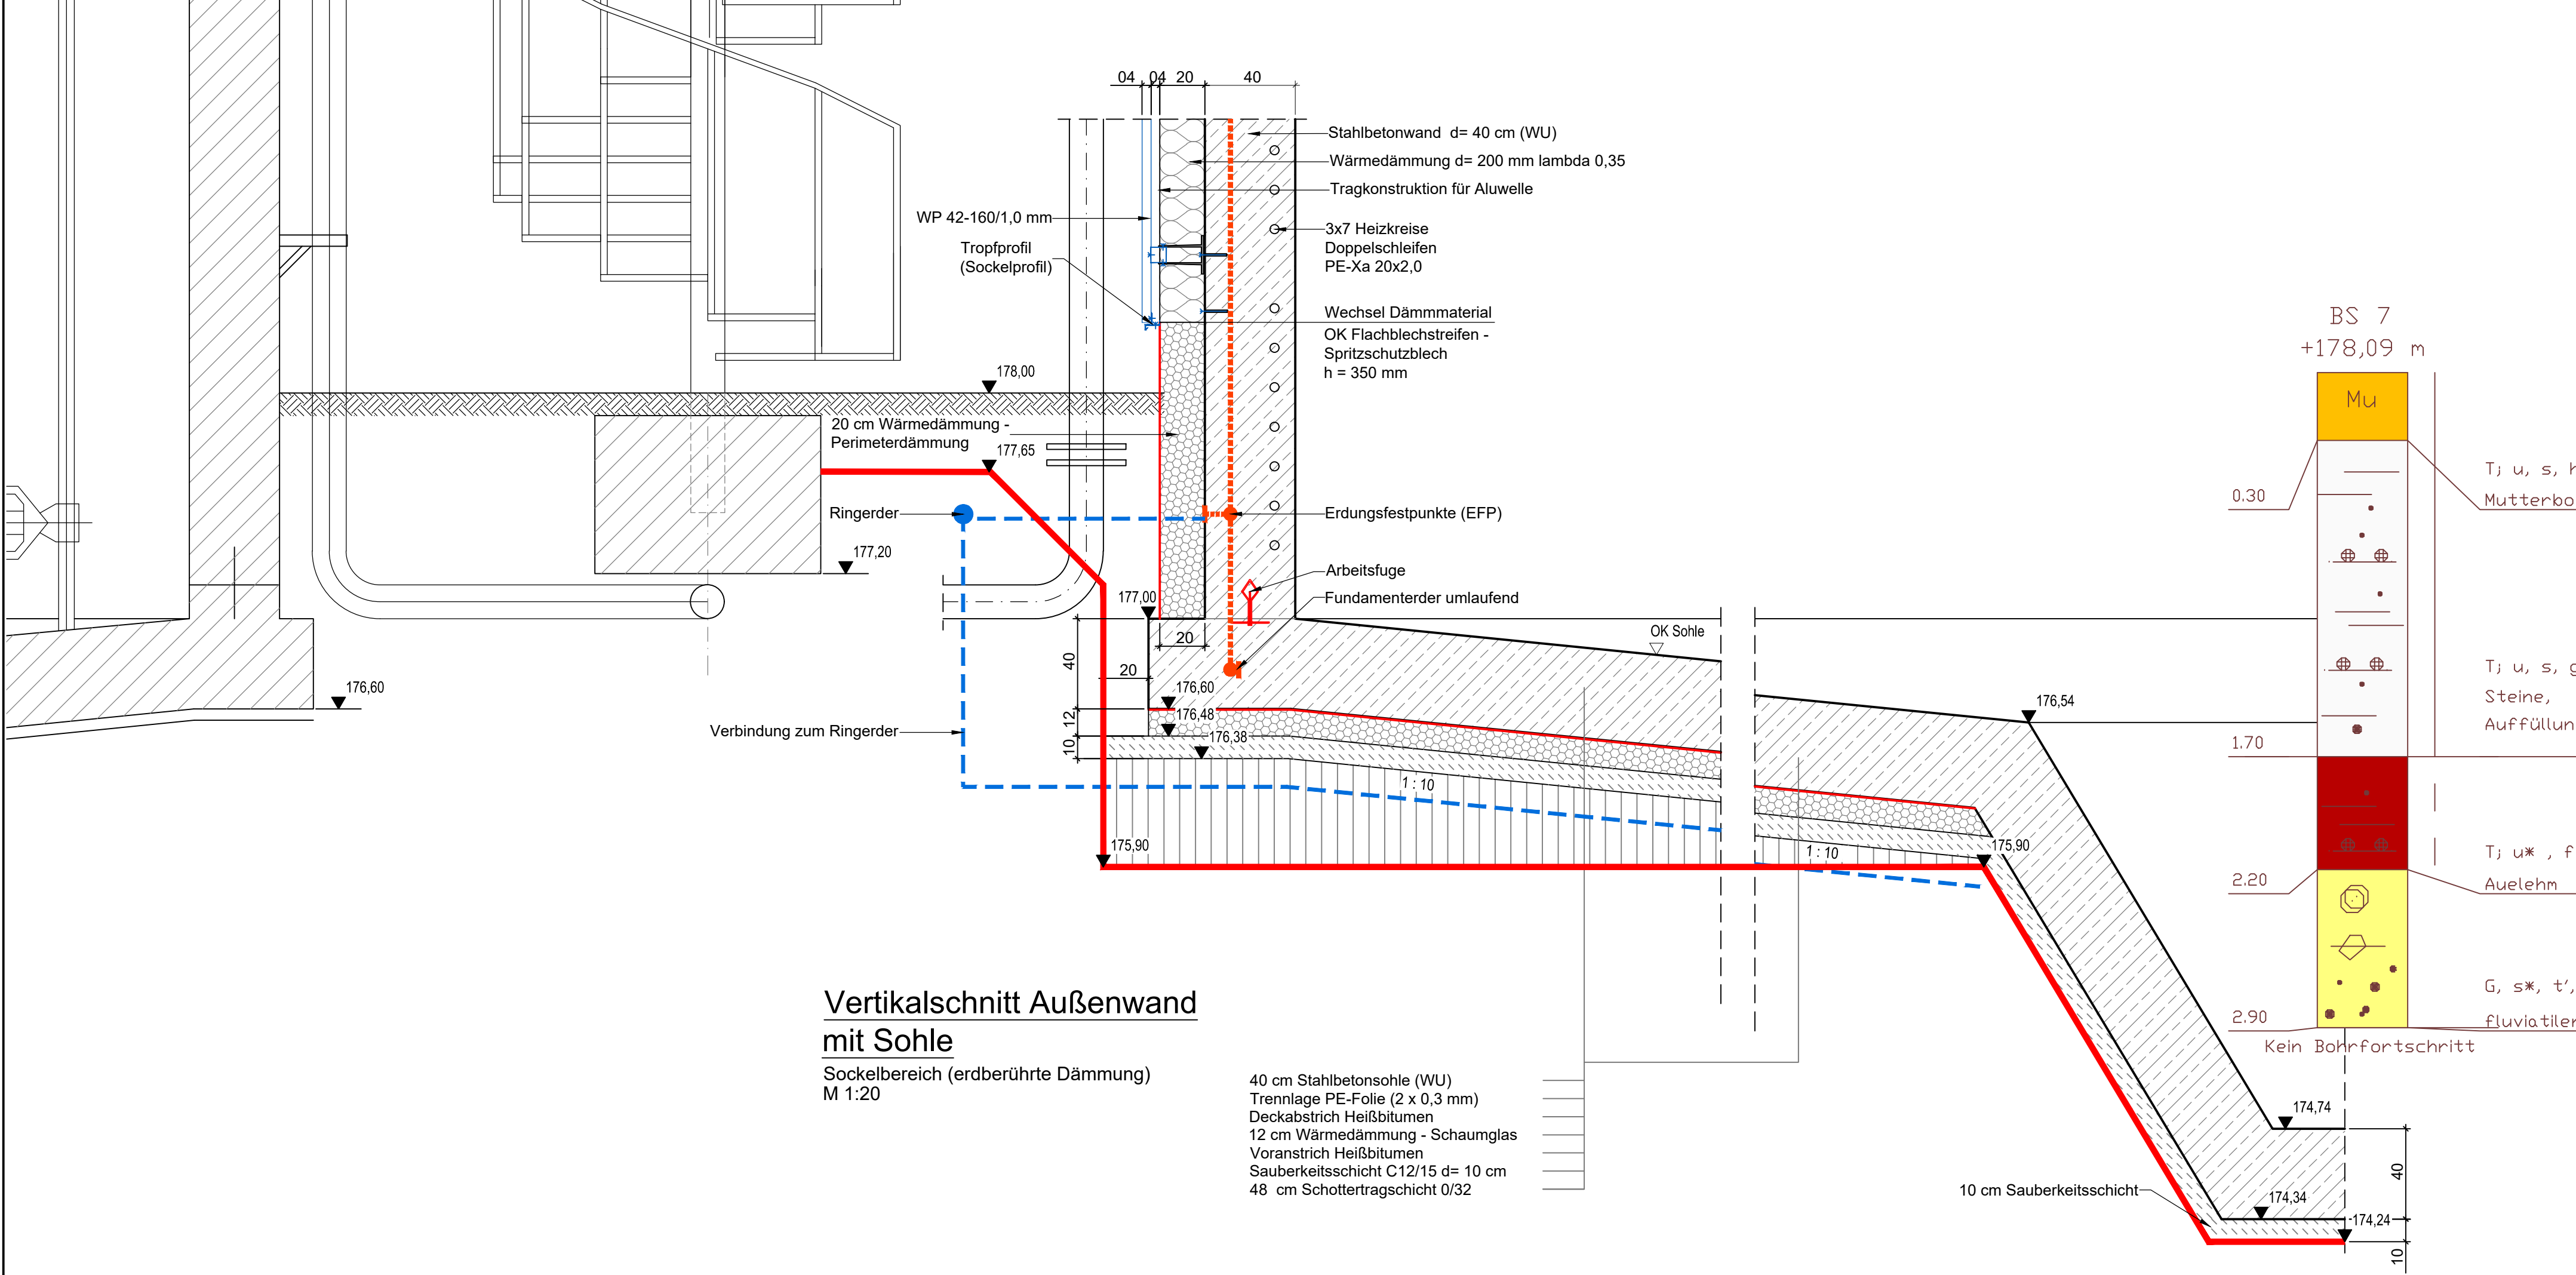 04 04 20 40
Stahlbetonwand d= 40 cm (WU)
Wärmedämmung d= 200 mm lambda 0,35
Tragkonstruktion für Aluwelle
WP 42-160/1,0 mm
Tropfprofil
(Sockelprofil)
3x7 Heizkreise
Doppelschleifen
PE-Xa 20x2,0
Wechsel Dämmmaterial
OK Flachblechstreifen -
Spritzschutzblech
h = 350 mm
178,00
20 cm Wärmedämmung -
Perimeterdämmung
177,65
Ringerder
Erdungsfestpunkte (EFP)
177,20
Arbeitsfuge
Fundamenterder umlaufend
177,00
20
OK Sohle
40
20
176,60
176,60
176,48
12
176,38
10
Verbindung zum Ringerder
1 : 10
176,54
175,90
1 : 10
175,90
BS 7
+178,09 m
Mu
T; u, s, h
0.30
Mutterbo
T; u, s, g
Steine,
Auffüllun
1.70
T; u* , f
2.20
Auelehm
G, s*, t',
2.90
fluviatiler
Kein Bohrfortschritt
Vertikalschnitt Außenwand
mit Sohle
Sockelbereich (erdberührte Dämmung)
M 1:20
40 cm Stahlbetonsohle (WU)
Trennlage PE-Folie (2 x 0,3 mm)
Deckabstrich Heißbitumen
12 cm Wärmedämmung - Schaumglas
Voranstrich Heißbitumen
Sauberkeitsschicht C12/15 d= 10 cm
48 cm Schottertragschicht 0/32
174,74
40
10 cm Sauberkeitsschicht
174,34
174,24
10